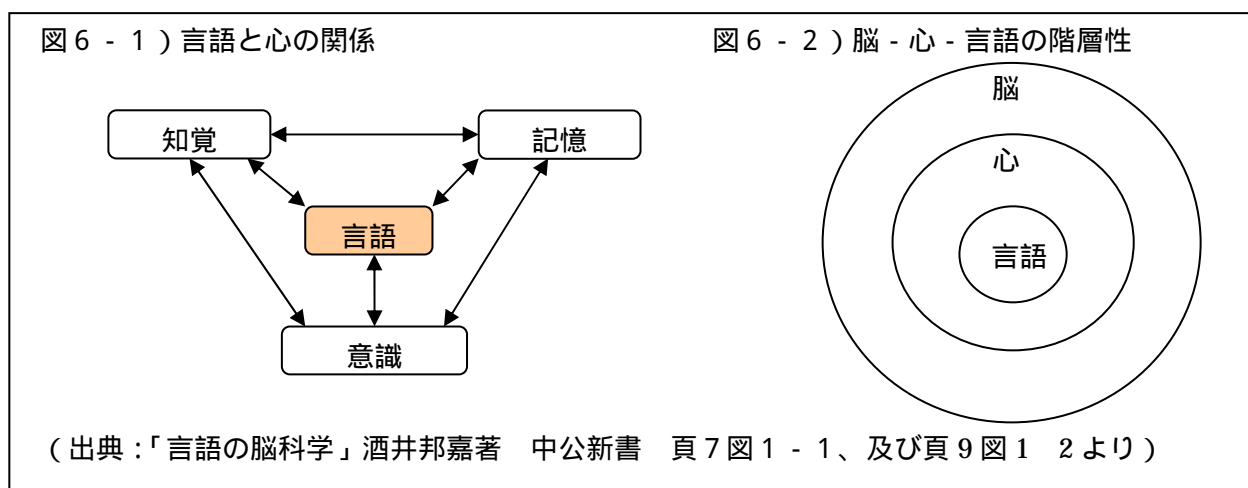 図6-1)言語と心の関係
図6-2)脳-心-言語の階層性
知覚
記憶
言語
意識
脳
心
言語
(出典:「言語の脳科学」酒井邦嘉著 中公新書 頁7図1-1、及び頁9図1 2より)